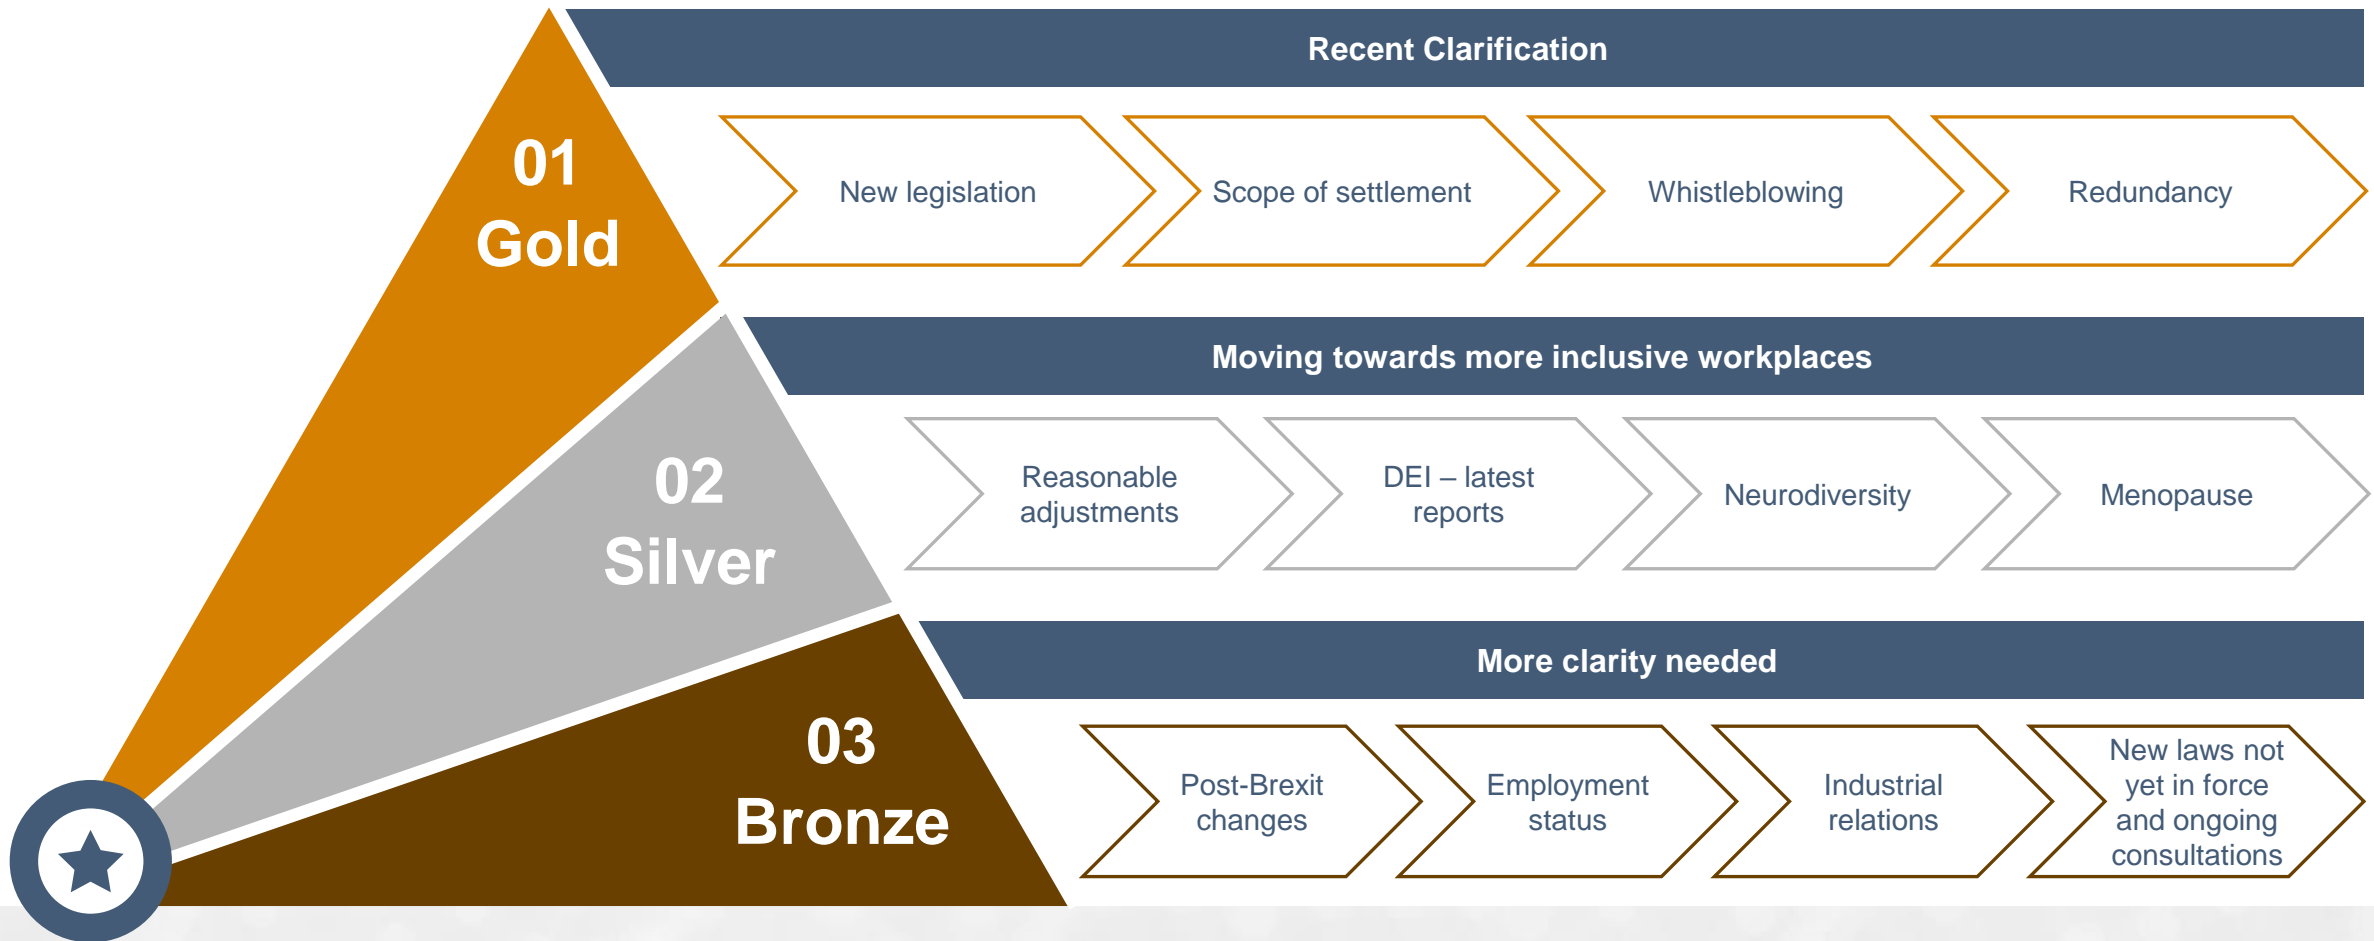 Recent Clarification
01
Gold
New legislation
Scope of settlement
Whistleblowing
Redundancy
Moving towards more inclusive workplaces
02
Silver
Reasonable
adjustments
DEI – latest
reports
Neurodiversity
Menopause
More clarity needed
03
Bronze
Post-Brexit
changes
Employment
status
Industrial
relations
New laws not
yet in force
and ongoing
consultations